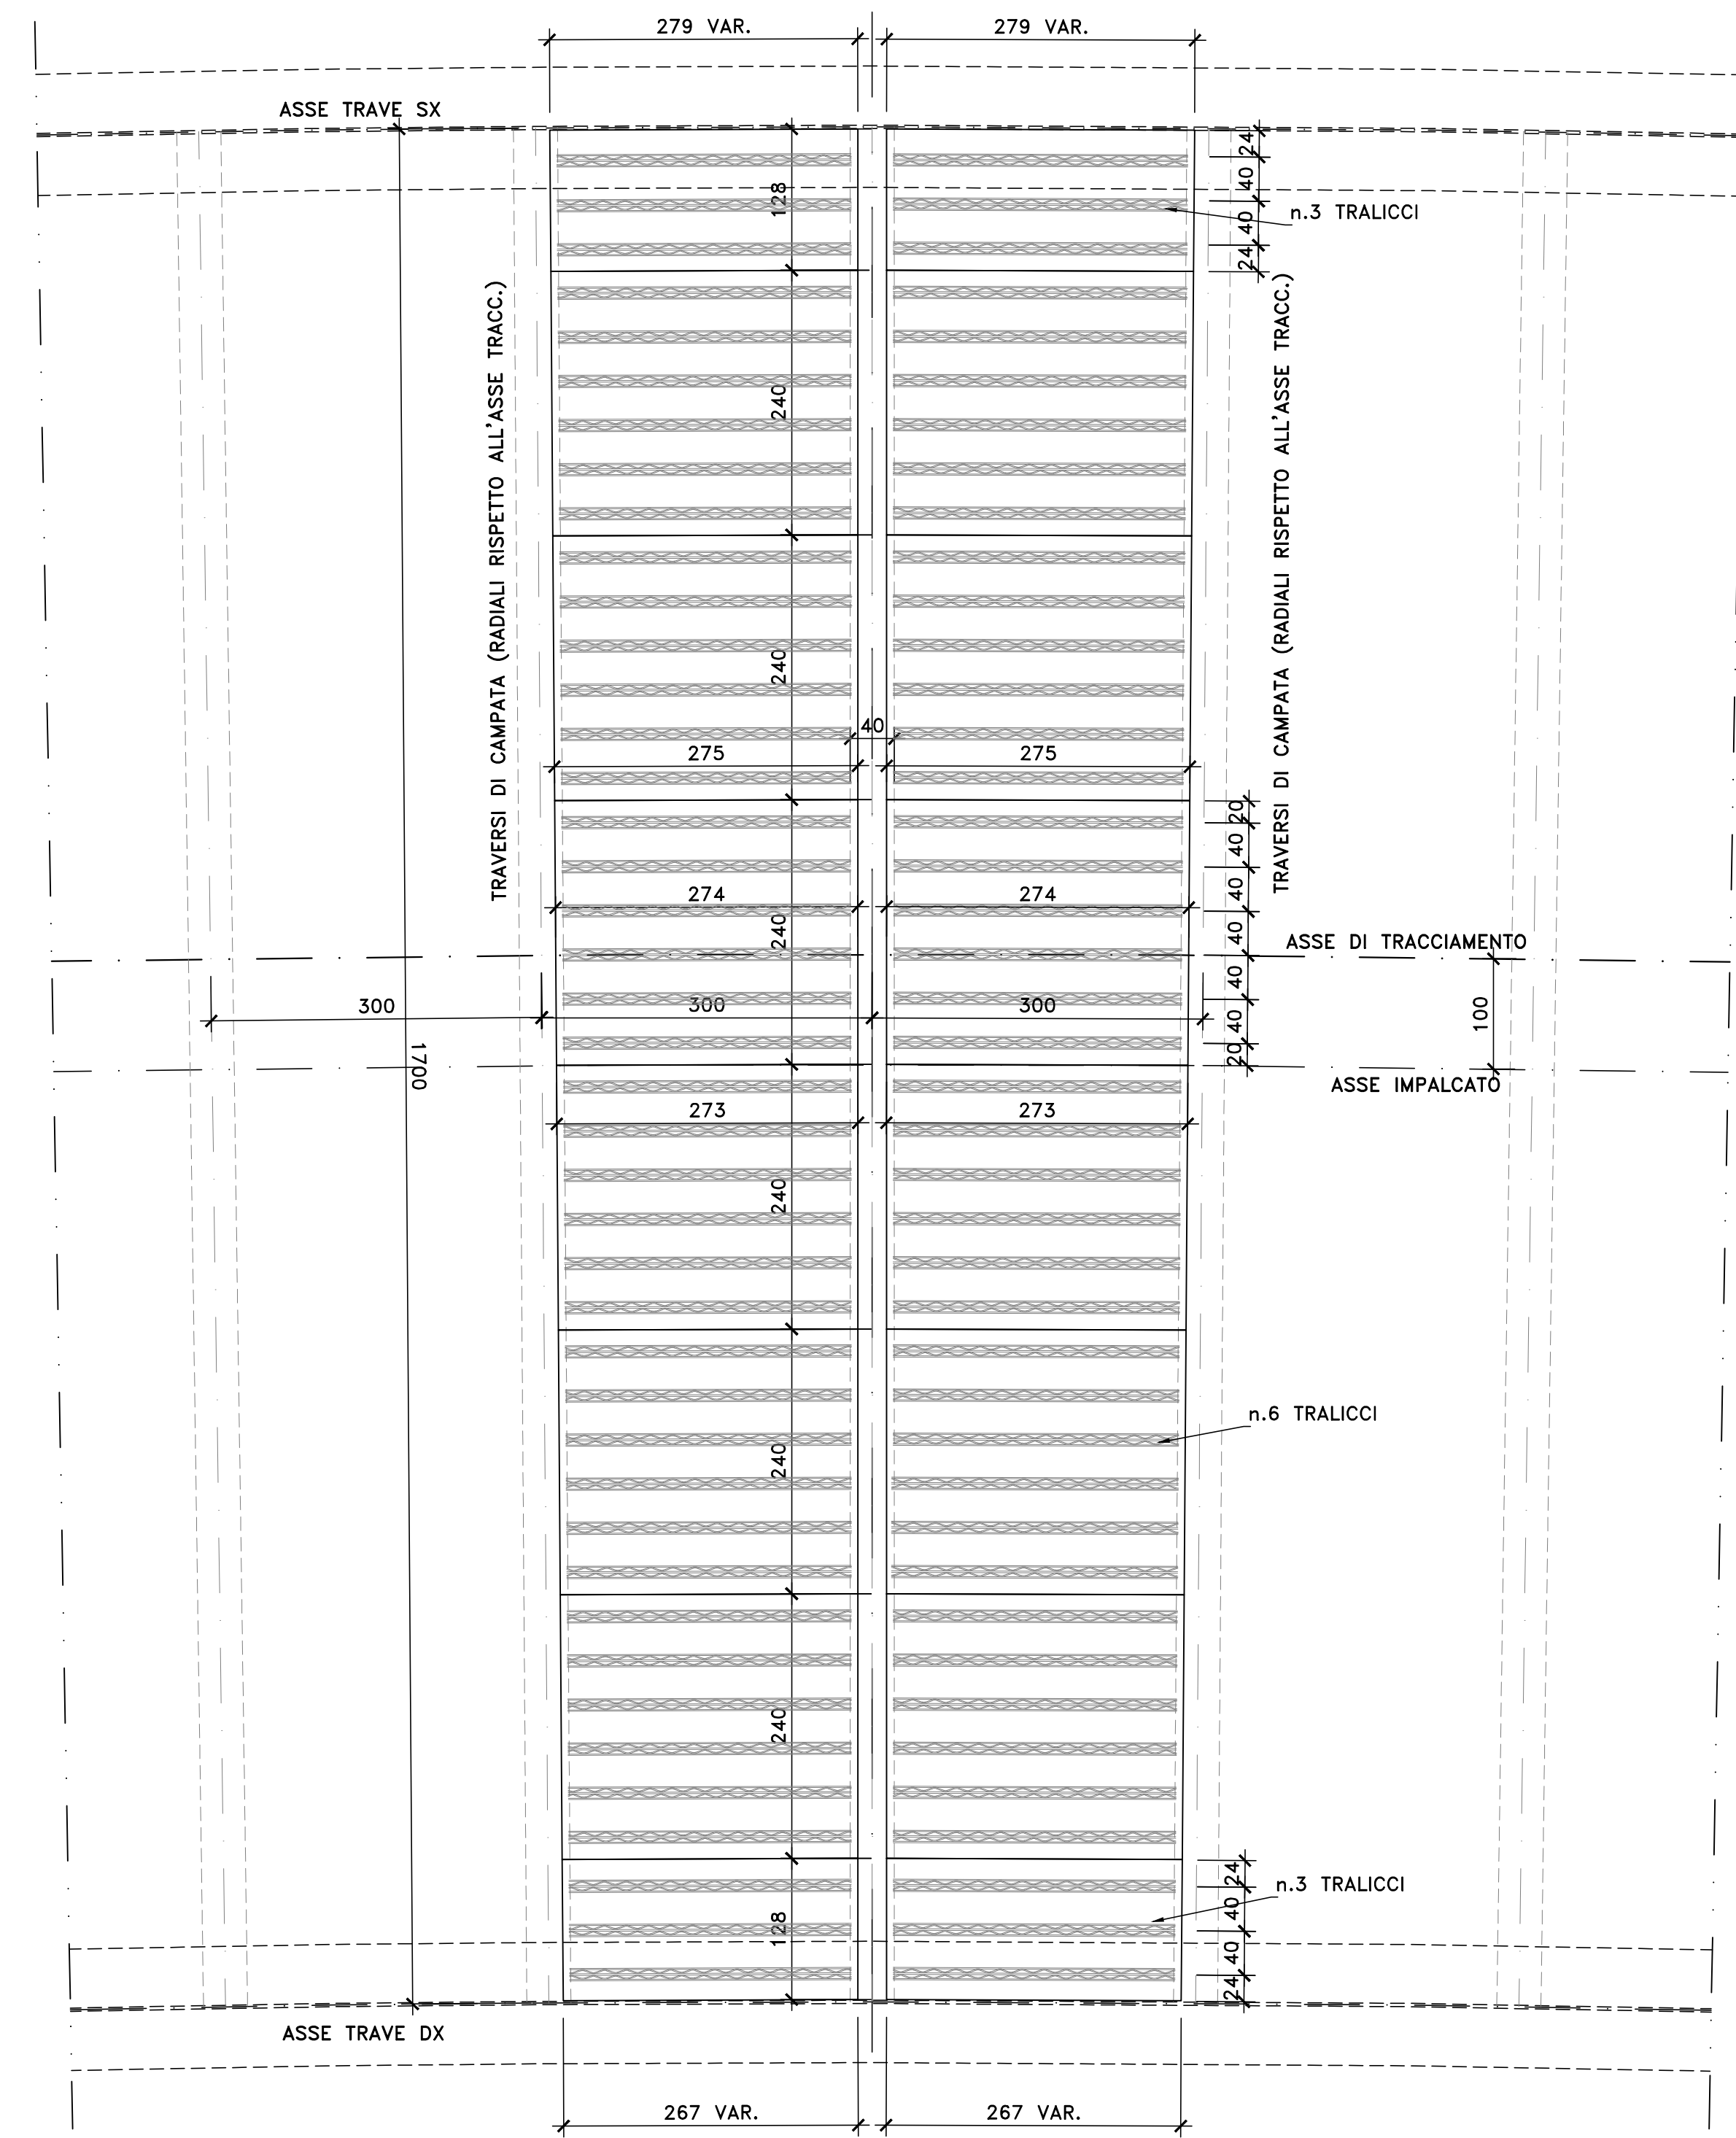 279 VAR.
279 VAR.
ASSE TRAVE SX
24
40
40
24
128
n.3 TRALICCI
TRAVERSI DI CAMPATA (RADIALI RISPETTO ALL'ASSE TRACC.)
TRAVERSI DI CAMPATA (RADIALI RISPETTO ALL'ASSE TRACC.)
240
240
40
275
275
20
40
40
40
40
40
20
274
274
240
ASSE DI TRACCIAMENTO
300
300
300
100
1700
ASSE IMPALCATO
273
273
240
n.6 TRALICCI
240
240
n.3 TRALICCI
24
40
40
24
128
ASSE TRAVE DX
267 VAR.
267 VAR.